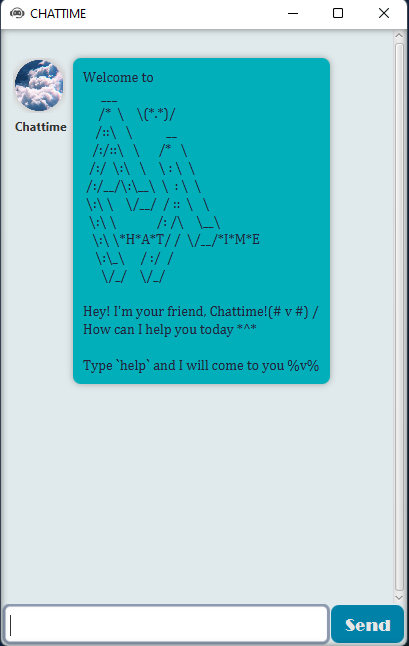 CHATTIME
Welcome to
      ___
     /*  \    \(*.*)/
    /::\   \           __
   /:/::\   \      /*   \
  /:/  \:\   \    \ : \  \
 /:/__/\:\__\  \  : \  \
 \:\ \    \/__/  / ::  \   \
  \:\ \             /: /\    \__\
   \:\ \*H*A*T/ /  \/__/*I*M*E
    \:\_\     / :/  /
      \/_/    \/_/
Hey! I'm your friend, Chattime!(# v #) /
How can I help you today *^*
Type `help` and I will come to you %v%
Chattime
Send